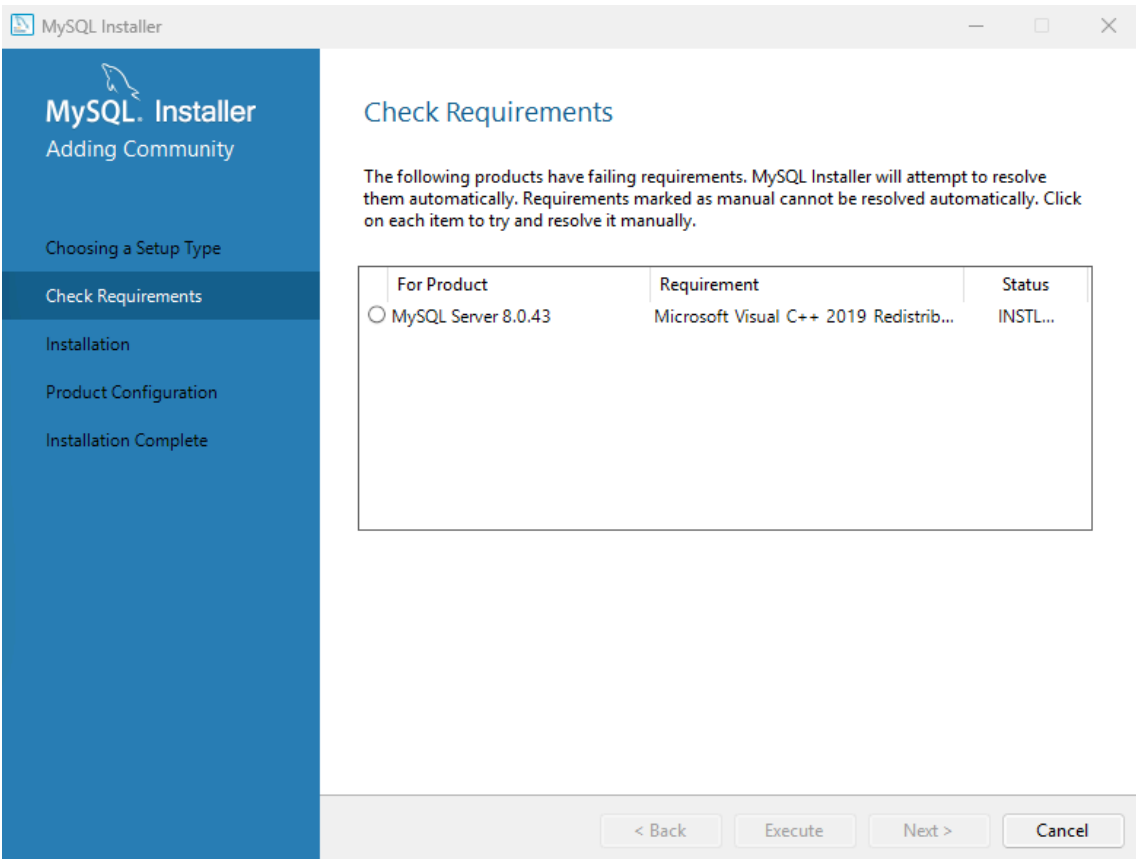 MySQL Installer
MySQL. Installer
Adding Community
Choosing a Setup Type
Check Requirements
Installation
Product Configuration
Installation Complete
Check Requirements
The following products have failing requirements. MySQL Installer will attempt to resolve
them automatically. Requirements marked as manual cannot be resolved automatically. Click
on each item to try and resolve it manually.
For Product Requirement Status
MySQL Server 8.0.43 Microsoft Visual C++ 2019 Redistrib... INSTL...
< Back Execute Next > Cancel